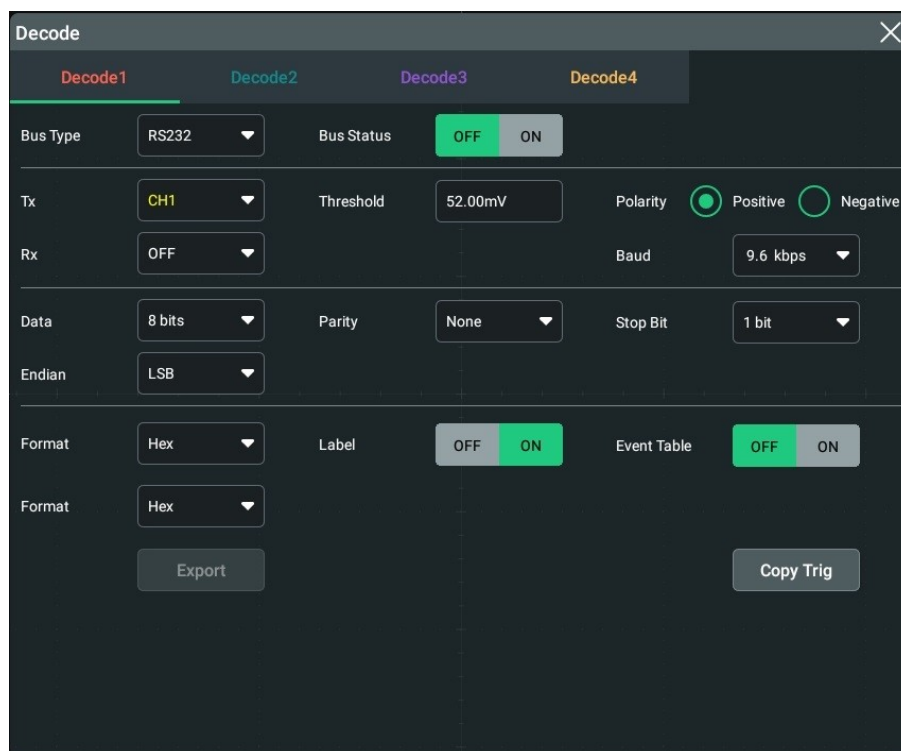 Decode
Decode1 Decode2 Decode3 Decode4
Bus Type RS232 Bus Status OFF ON
Tx CH1 Threshold 52.00mV Polarity Positive Negative
Rx OFF Baud 9.6 kbps
Data 8 bits Parity None Stop Bit 1 bit
Endian LSB
Format Hex Label OFF ON Event Table OFF ON
Format Hex
Export Copy Trig